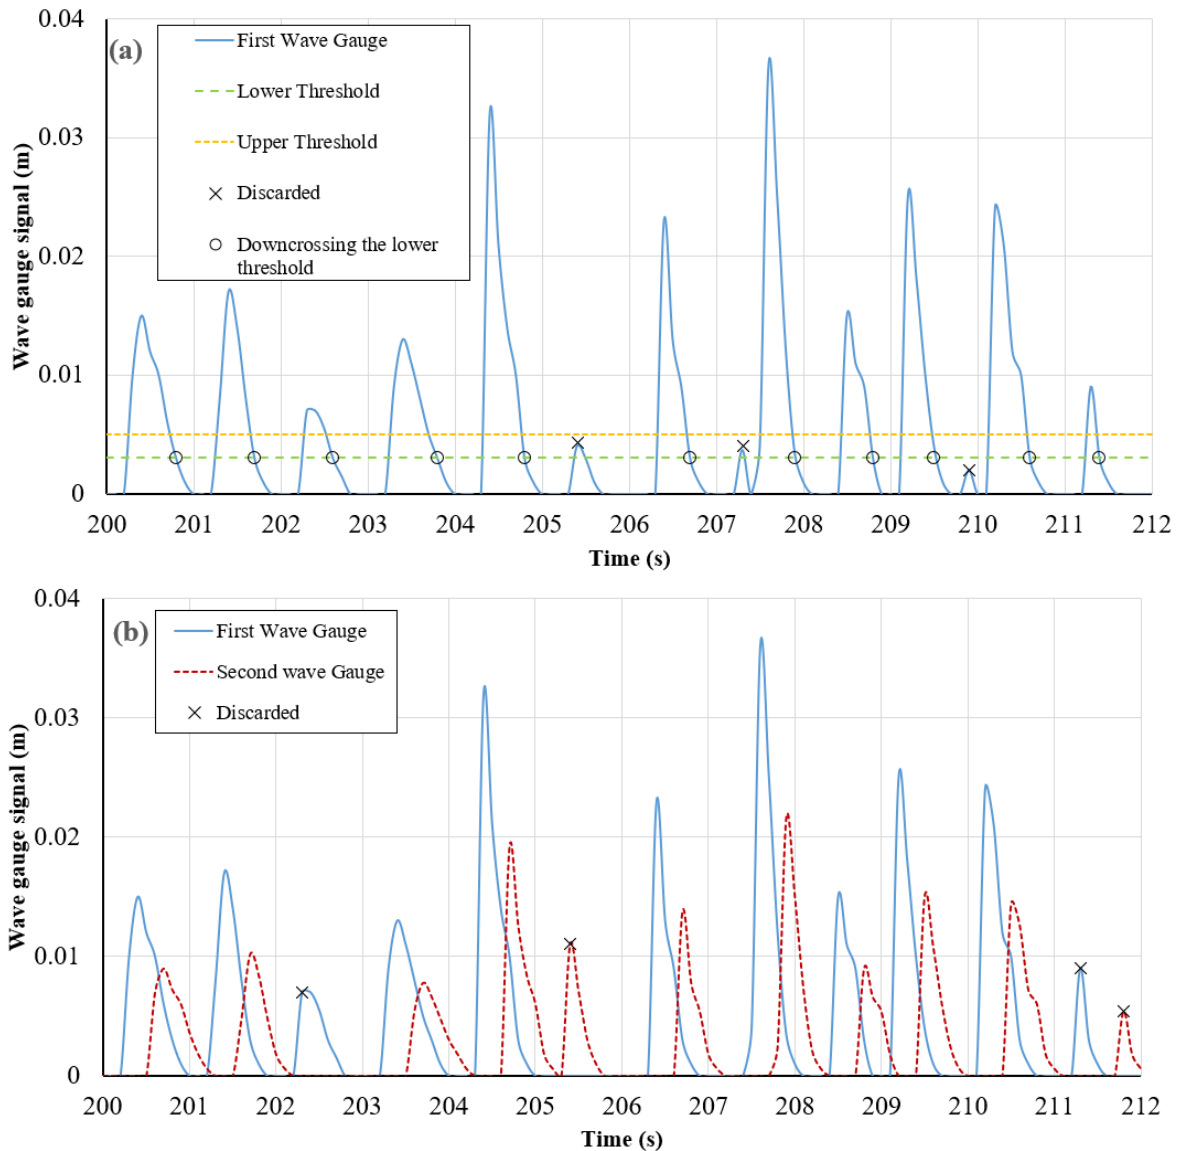 (a)
First Wave Gauge
Lower Threshold
Upper Threshold
Discarded
Downcrossing the lower
threshold
0.04
0.03
0.02
0.01
0
Wave gauge signal (m)
200 201 202 203 204 205 206 207 208 209 210 211 212
Time (s)
(b)
First Wave Gauge
Second wave Gauge
Discarded
0.04
0.03
0.02
0.01
0
Wave gauge signal (m)
200 201 202 203 204 205 206 207 208 209 210 211 212
Time (s)